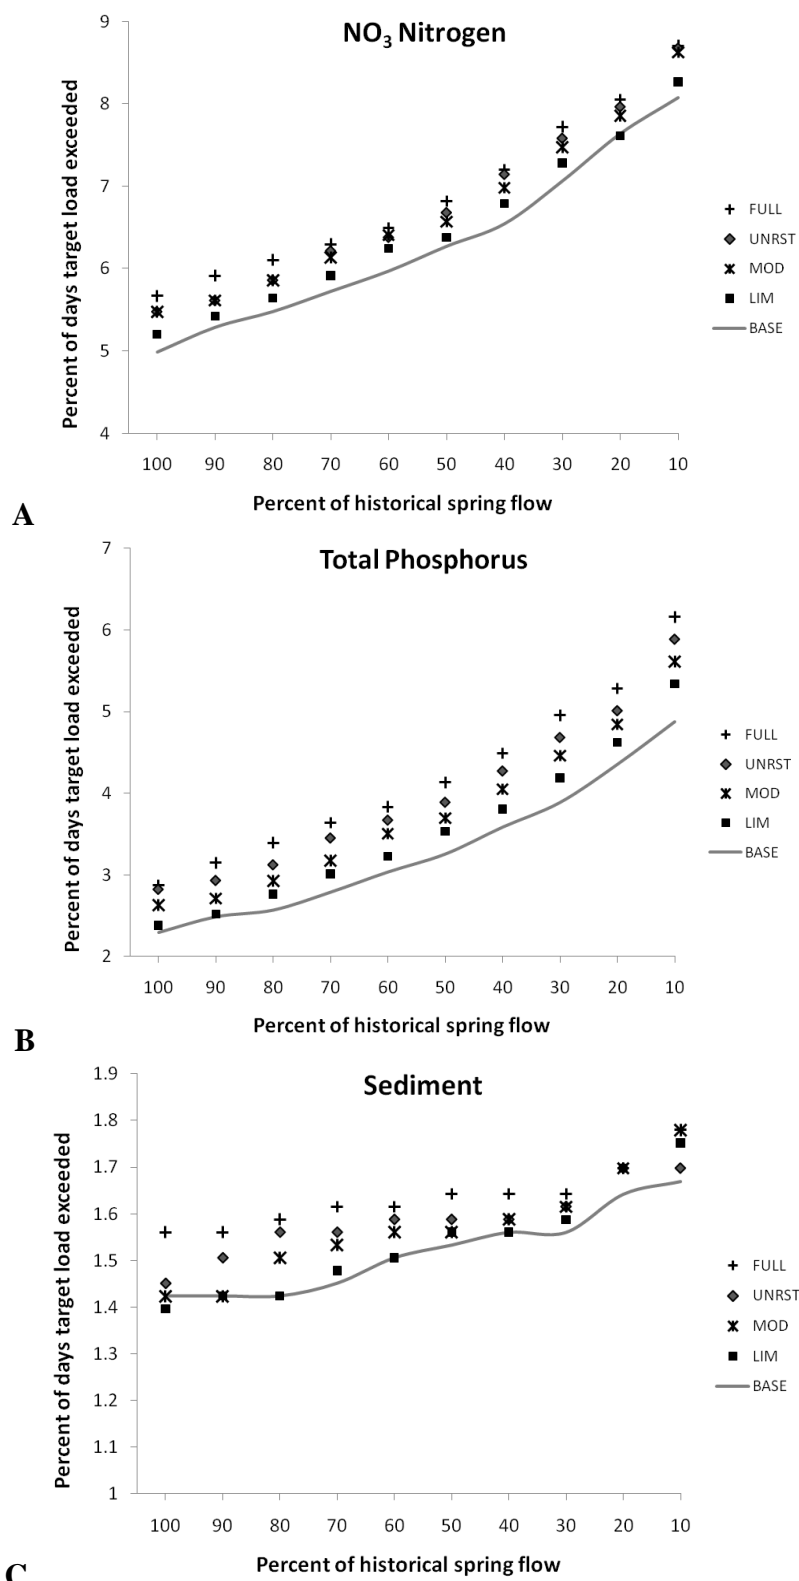 NO3 Nitrogen
Percent of days target load exceeded
9
8
7
6
5
4
100 90 80 70 60 50 40 30 20 10
Percent of historical spring flow
FULL
UNRST
MOD
LIM
BASE
A
Total Phosphorus
Percent of days target load exceeded
7
6
5
4
3
2
100 90 80 70 60 50 40 30 20 10
Percent of historical spring flow
FULL
UNRST
MOD
LIM
BASE
B
Sediment
Percent of days target load exceeded
1.9
1.8
1.7
1.6
1.5
1.4
1.3
1.2
1.1
1
100 90 80 70 60 50 40 30 20 10
Percent of historical spring flow
FULL
UNRST
MOD
LIM
BASE
C